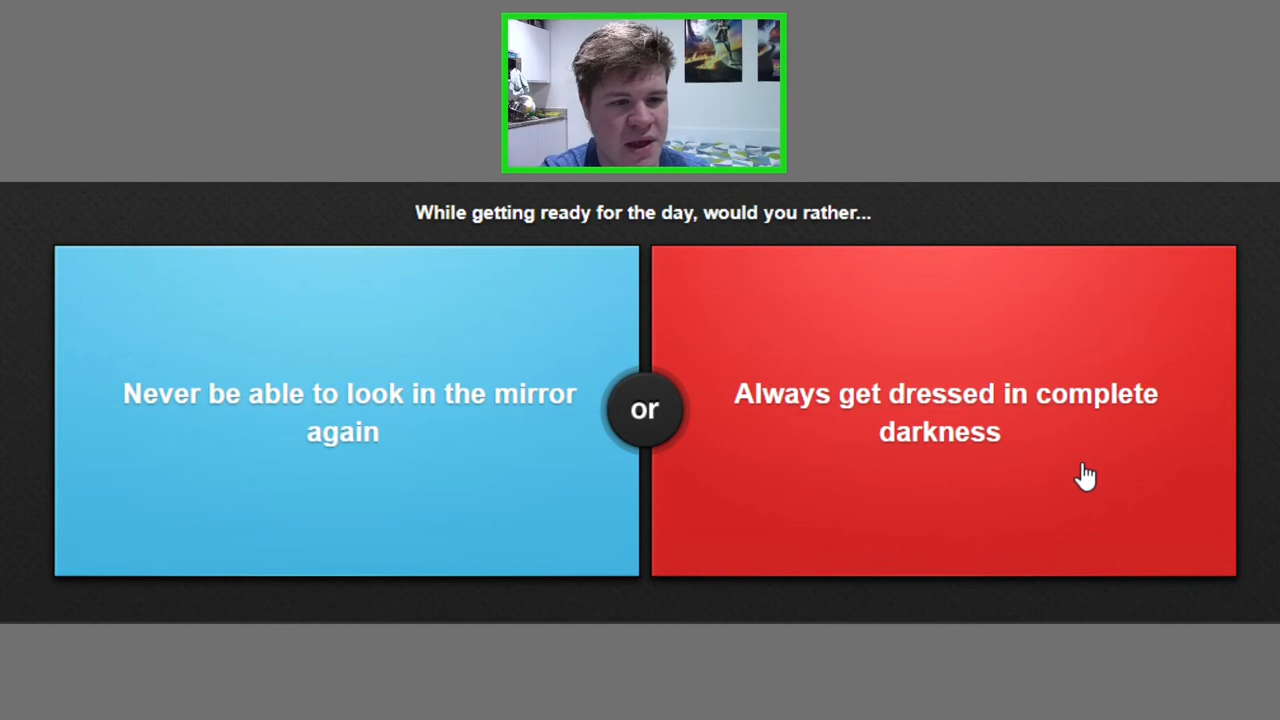 While getting ready for the day, would you rather...
Never be able to look in the mirror
again
or
Always get dressed in complete
darkness